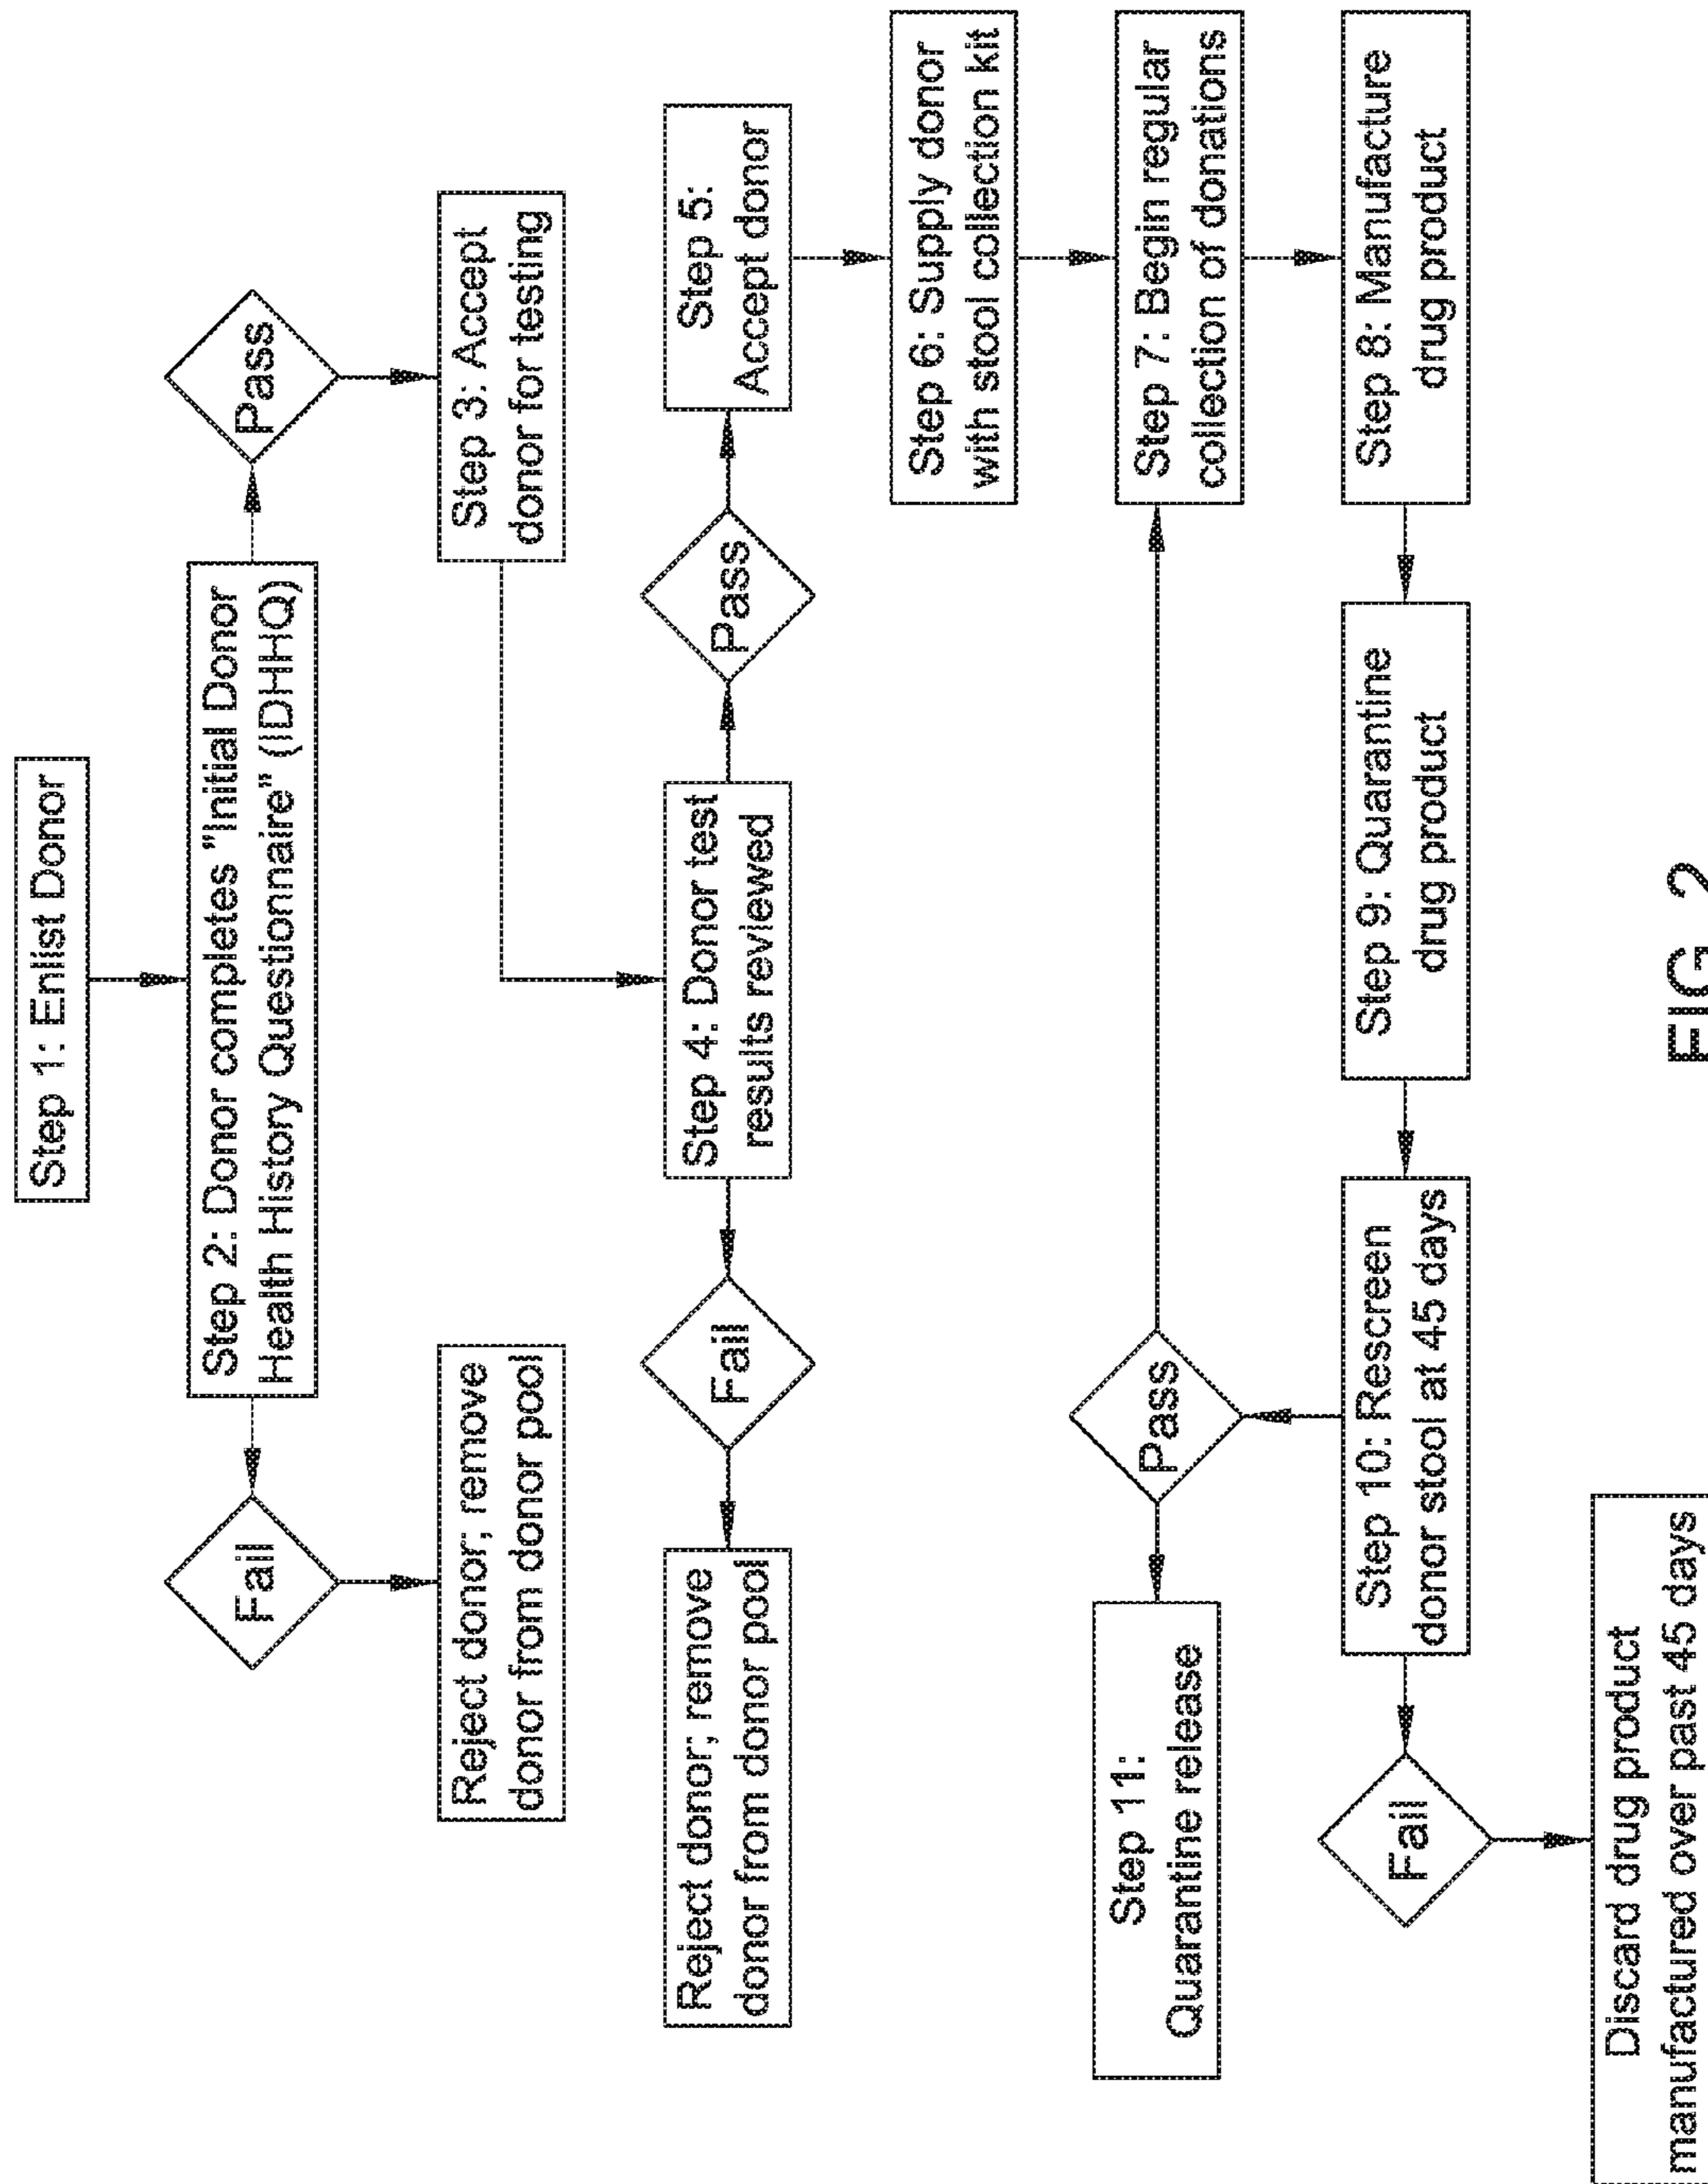 Step 1: Enlist Donor
Step 2: Donor completes "Initial Donor
Health History Questionnaire" (IDHHQ)
Fail
Pass
Reject donor; remove
donor from donor pool
Step 3: Accept
donor for testing
Step 4: Donor test
results reviewed
Fail
Pass
Reject donor; remove
donor from donor pool
Step 5:
Accept donor
Step 6: Supply donor
with stool collection kit
Step 7: Begin regular
collection of donations
Step 8: Manufacture
drug product
Step 9: Quarantine
drug product
Step 10: Rescreen
donor stool at 45 days
Pass
Step 11:
Quarantine release
Fail
Discard drug product
manufactured over past 45 days
FIG. 2